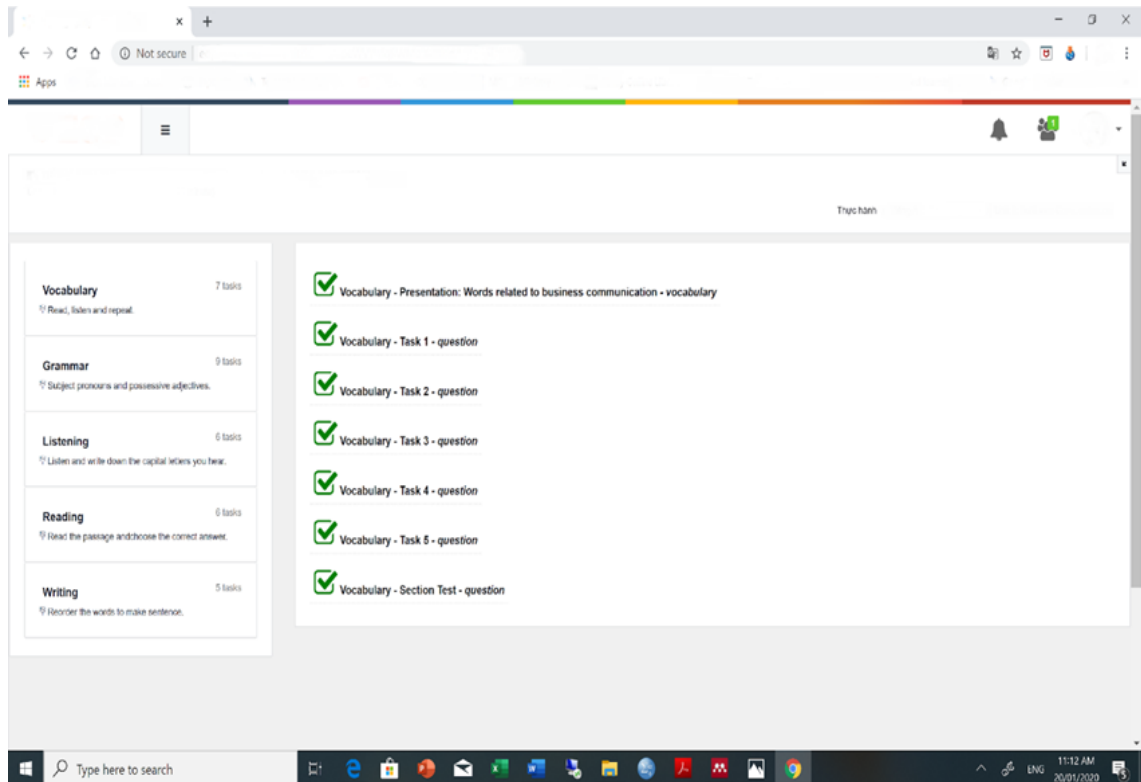 Not secure
Apps
1
Thực hành
Vocabulary 7 tasks
Read, listen and repeat.
Grammar 9 tasks
Subject pronouns and possessive adjectives.
Listening 6 tasks
Listen and write down the capital letters you hear.
Reading 6 tasks
Read the passage andchoose the correct answer.
Writing 5 tasks
Reorder the words to make sentence.
Vocabulary - Presentation: Words related to business communication - vocabulary
Vocabulary - Task 1 - question
Vocabulary - Task 2 - question
Vocabulary - Task 3 - question
Vocabulary - Task 4 - question
Vocabulary - Task 5 - question
Vocabulary - Section Test - question
Type here to search
ENG
11:12 AM
20/01/2020